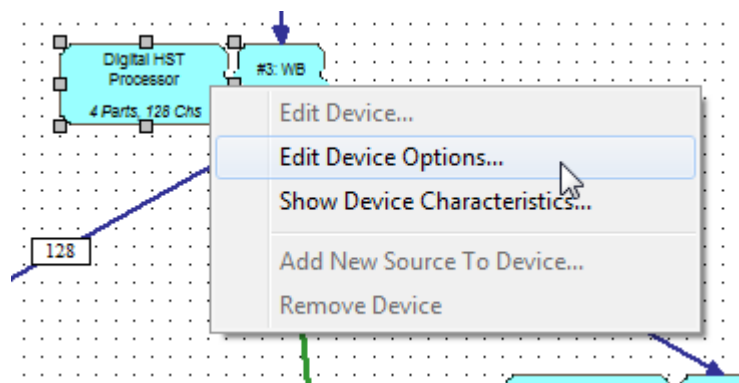 Digital HST
Processor
4 Parts, 128 Chs
#3: WB
Edit Device...
Edit Device Options...
Show Device Characteristics...
Add New Source To Device...
Remove Device
128